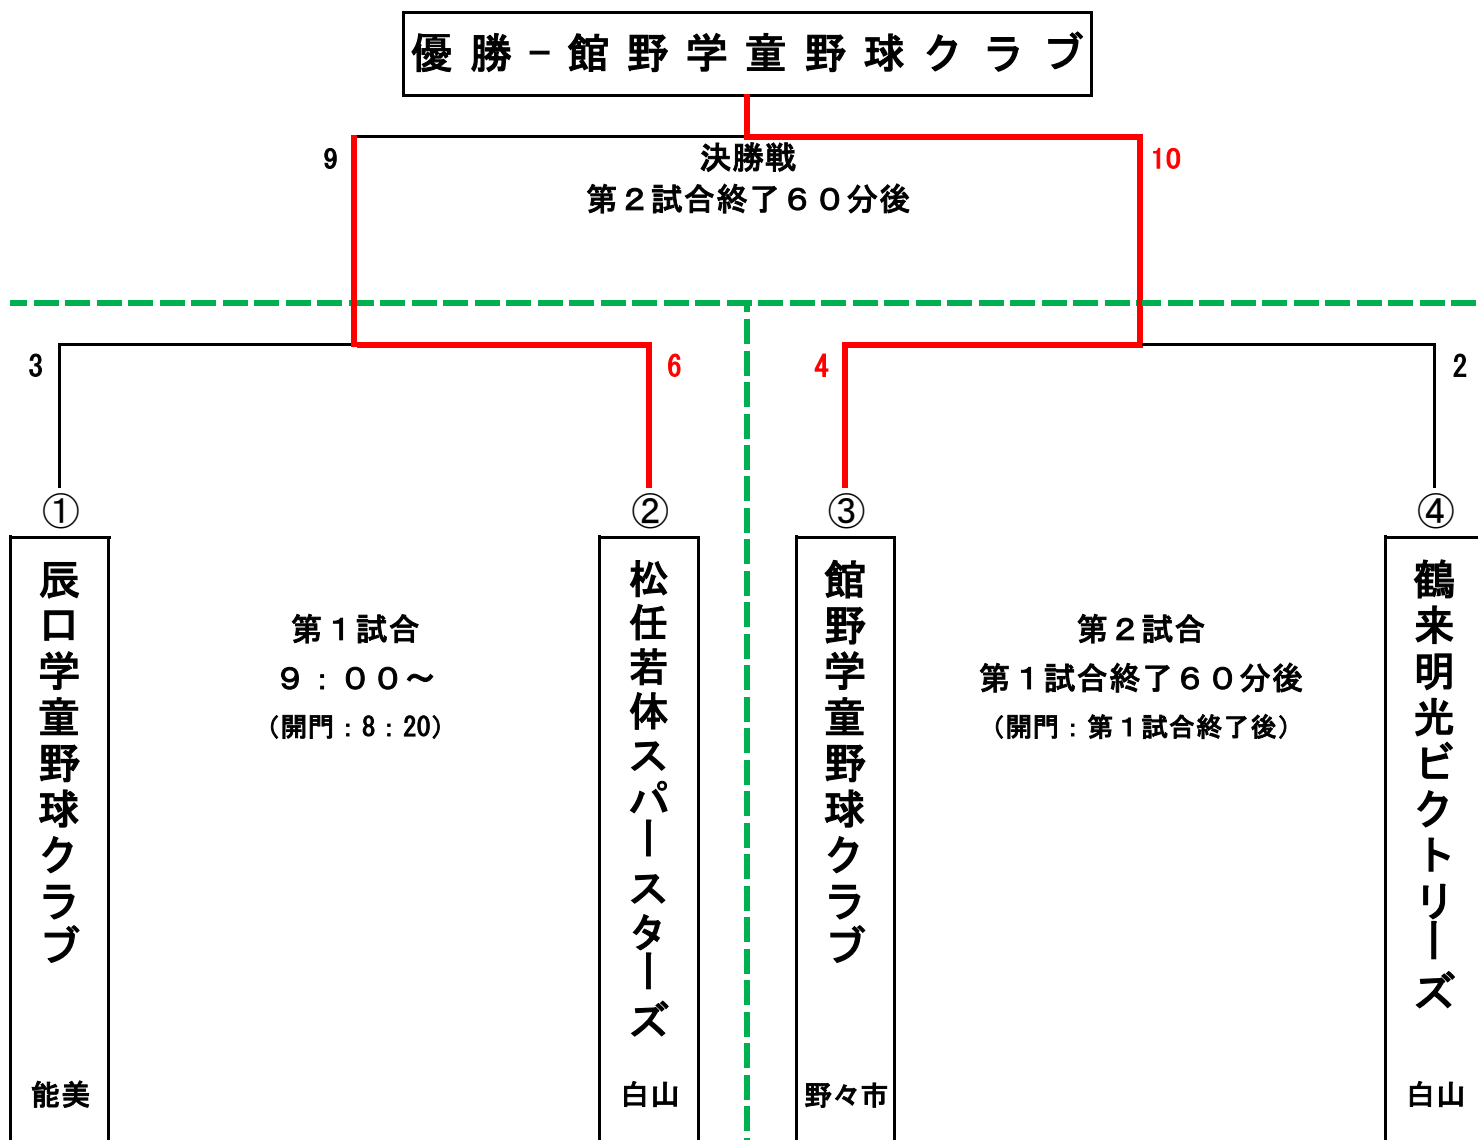 優勝－館野学童野球クラブ
9
決勝戦
10
第２試合終了６０分後
3
6
4
2
①
②
③
④
辰口学童野球クラブ
能美
第１試合
９：００～
（開門：8：20）
松任若体スパースターズ
白山
館野学童野球クラブ
野々市
第２試合
第１試合終了６０分後
（開門：第１試合終了後）
鶴来明光ビクトリーズ
白山